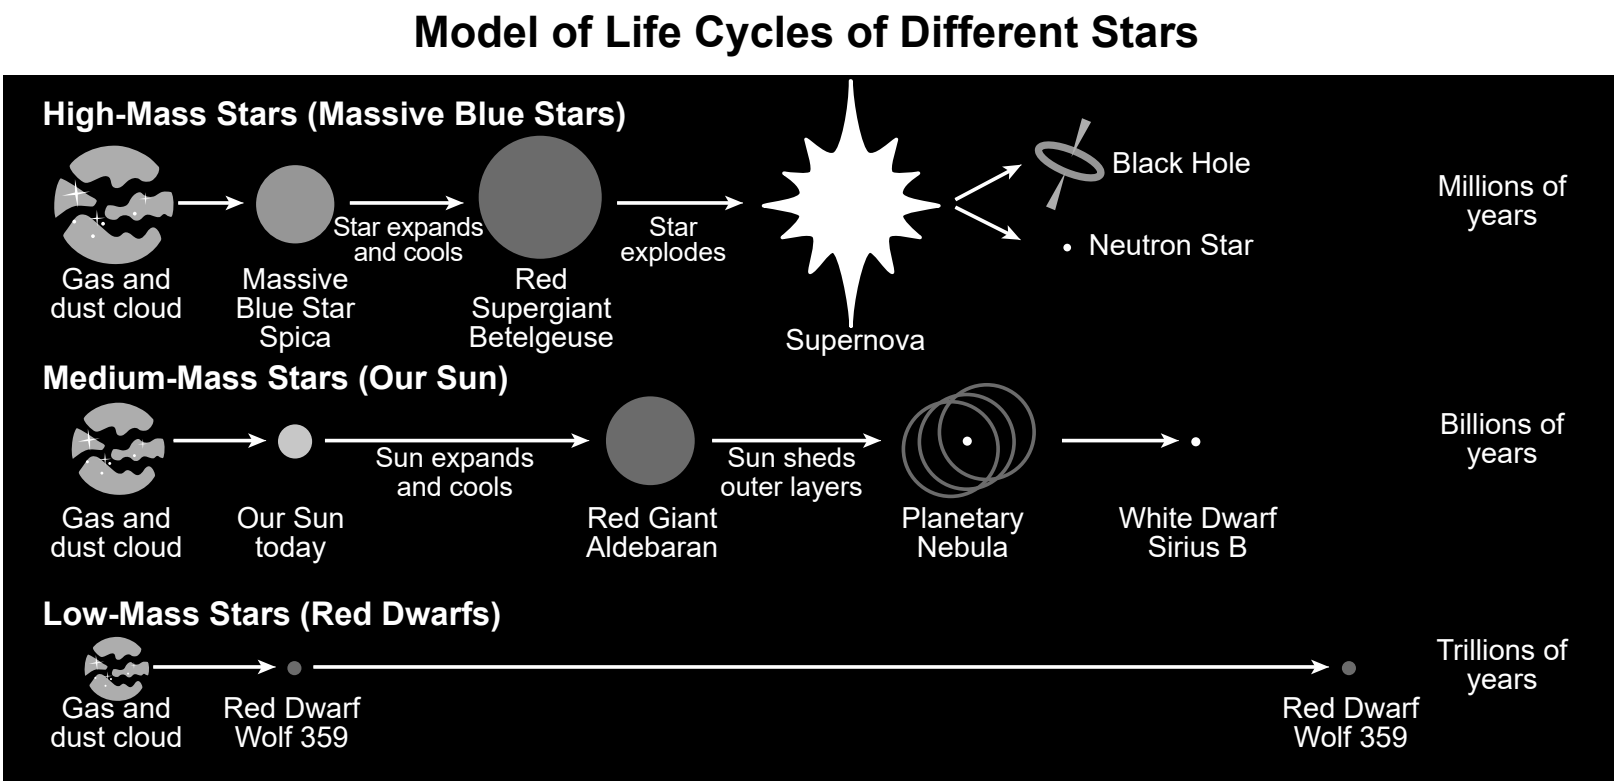 Model of Life Cycles of Different Stars
High-Mass Stars (Massive Blue Stars)
Gas and
dust cloud
Massive
Blue Star
Spica
Star expands
and cools
Red
Supergiant
Betelgeuse
Star
explodes
Supernova
Black Hole
Neutron Star
Millions of
years
Medium-Mass Stars (Our Sun)
Gas and
dust cloud
Our Sun
today
Sun expands
and cools
Red Giant
Aldebaran
Sun sheds
outer layers
Planetary
Nebula
White Dwarf
Sirius B
Billions of
years
Low-Mass Stars (Red Dwarfs)
Gas and
dust cloud
Red Dwarf
Wolf 359
Red Dwarf
Wolf 359
Trillions of
years